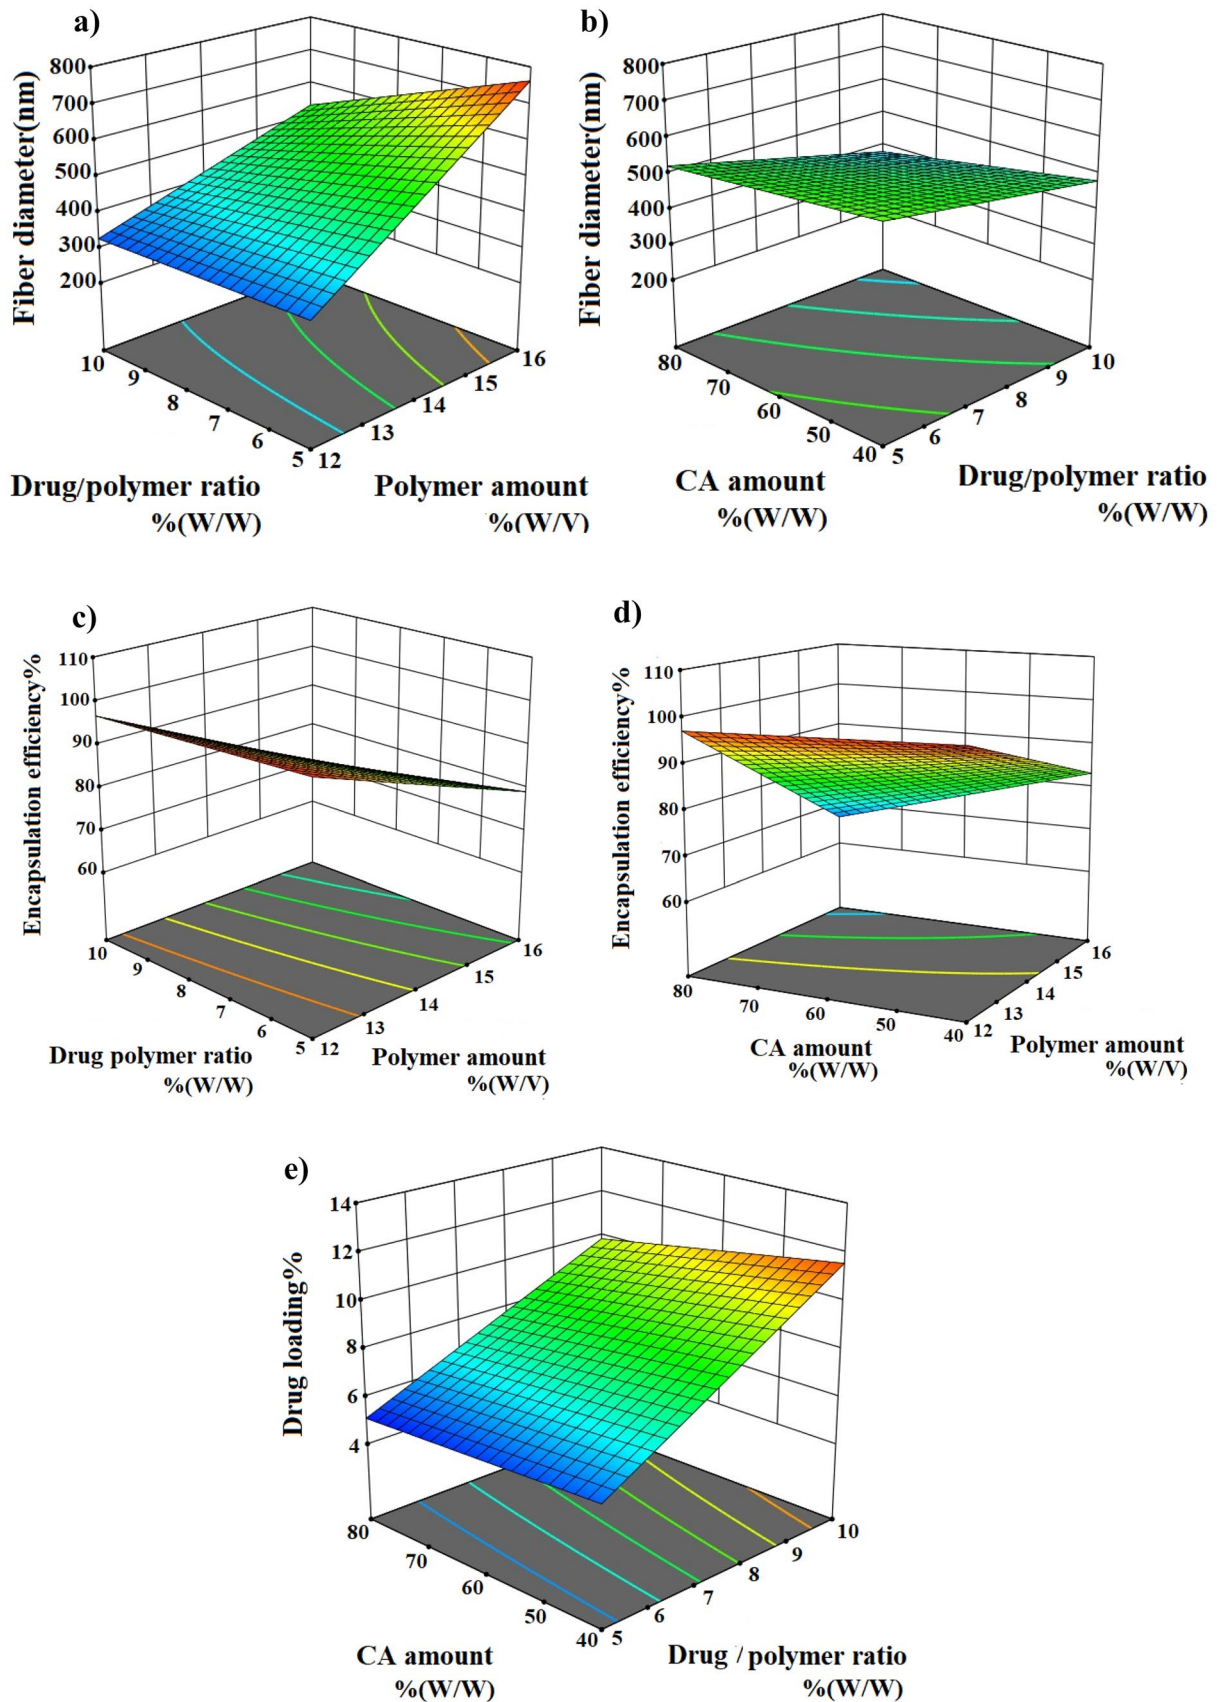 a)
800
700
600
500
400
300
200
Fiber diameter(nm)
10
9
8
7
6
5
12
13
14
15
16
Drug/polymer ratio
%(W/W)
Polymer amount
%(W/V)
b)
800
700
600
500
400
300
200
Fiber diameter(nm)
80
70
60
50
40
5
6
7
8
9
10
CA amount
%(W/W)
Drug/polymer ratio
%(W/W)
c)
110
100
90
80
70
60
Encapsulation efficiency%
10
9
8
7
6
5
12
13
14
15
16
Drug polymer ratio
%(W/W)
Polymer amount
%(W/V)
d)
110
100
90
80
70
60
Encapsulation efficiency%
80
70
60
50
40
12
13
14
15
16
CA amount
%(W/W)
Polymer amount
%(W/V)
e)
14
12
10
8
6
4
Drug loading%
80
70
60
50
40
5
6
7
8
9
10
CA amount
%(W/W)
Drug / polymer ratio
%(W/W)